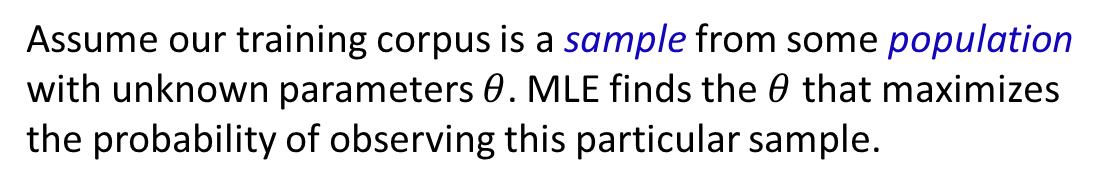 Assume our training corpus is a sample from some population
with unknown parameters θ. MLE finds the θ that maximizes
the probability of observing this particular sample.